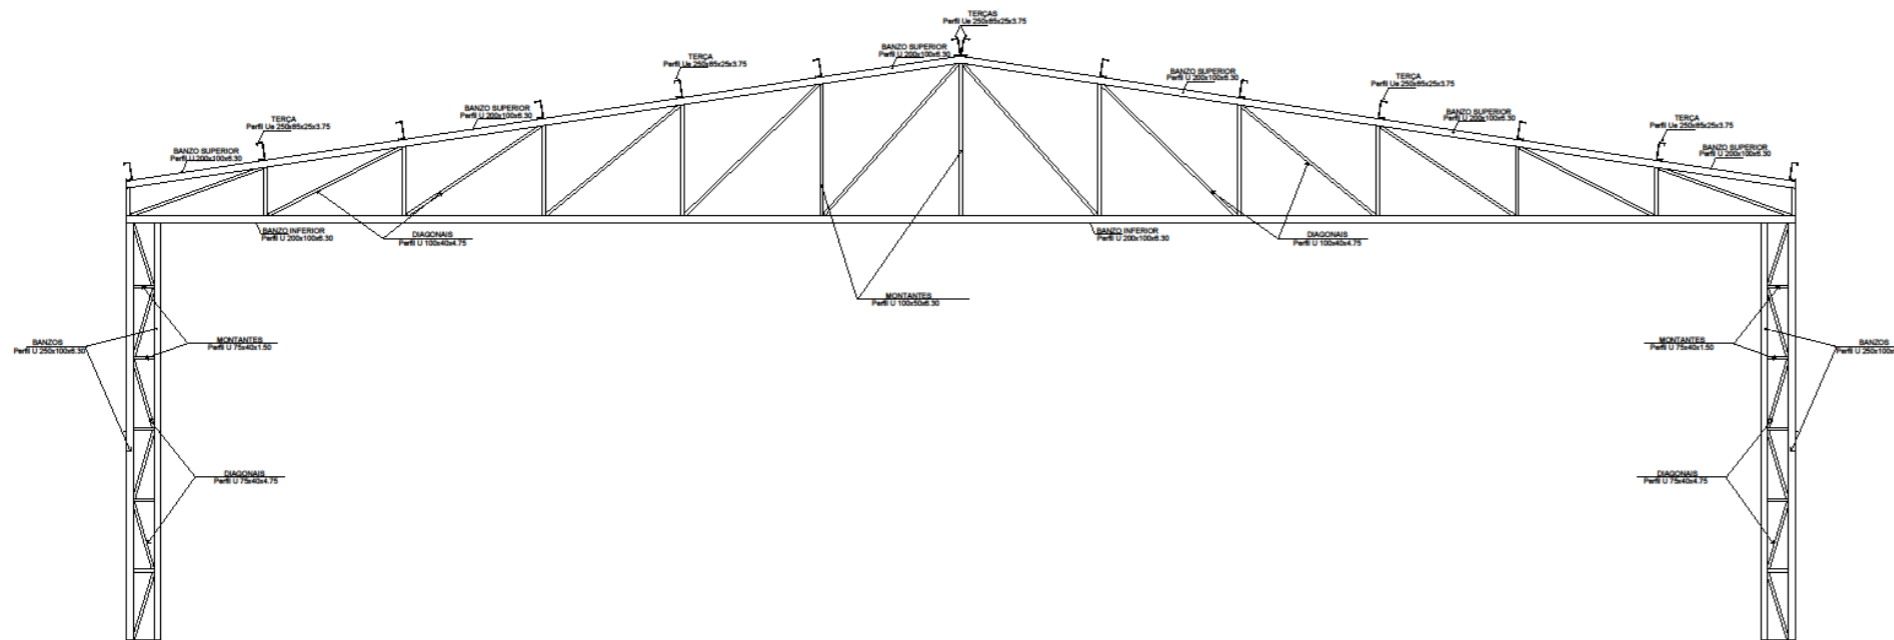 TERÇAS
Perfil Ue 250x85x25x3.75
BANZO SUPERIOR
Perfil U 200x100x6.30
TERÇA
Perfil Ue 250x85x25x3.75
BANZO SUPERIOR
Perfil U 200x100x6.30
TERÇA
Perfil Ue 250x85x25x3.75
BANZO SUPERIOR
Perfil U 200x100x6.30
TERÇA
Perfil Ue 250x85x25x3.75
BANZO SUPERIOR
Perfil U 200x100x6.30
BANZO SUPERIOR
Perfil U 200x100x6.30
TERÇA
Perfil Ue 250x85x25x3.75
BANZO SUPERIOR
Perfil U 200x100x6.30
BANZO INFERIOR
Perfil U 200x100x6.30
DIAGONAIS
Perfil U 100x40x4.75
BANZO INFERIOR
Perfil U 200x100x6.30
DIAGONAIS
Perfil U 100x40x4.75
MONTANTES
Perfil U 100x50x6.30
BANZOS
Perfil U 250x100x6.30
MONTANTES
Perfil U 75x40x1.50
MONTANTES
Perfil U 75x40x1.50
BANZOS
Perfil U 250x100x
DIAGONAIS
Perfil U 75x40x4.75
DIAGONAIS
Perfil U 75x40x4.75